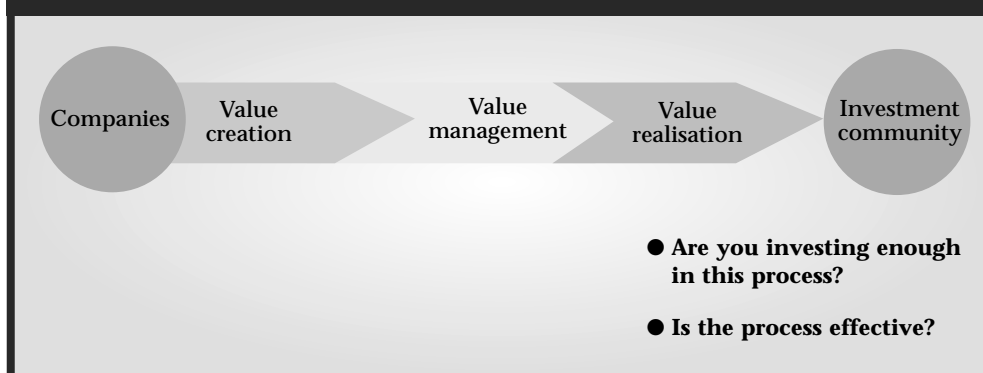 Companies
Value
creation
Value
management
Value
realisation
Investment
community
● Are you investing enough
in this process?
● Is the process effective?